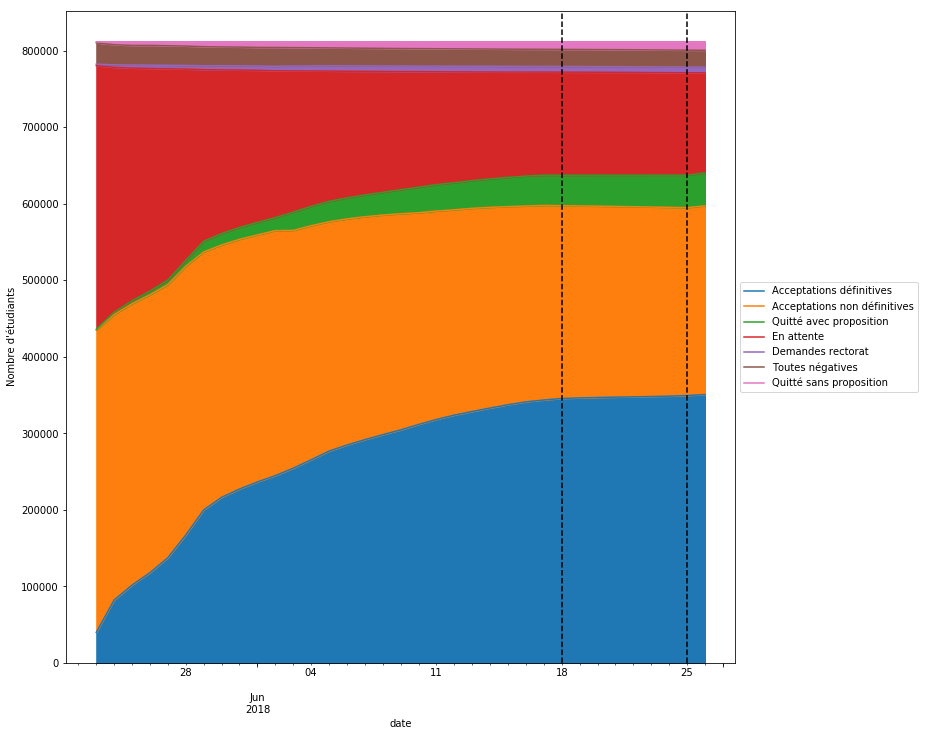 800000
700000
600000
500000
400000
300000
200000
100000
0
Nombre d'étudiants
28
04
11
18
25
Jun
2018
date
Acceptations définitives
Acceptations non définitives
Quitté avec proposition
En attente
Demandes rectorat
Toutes négatives
Quitté sans proposition